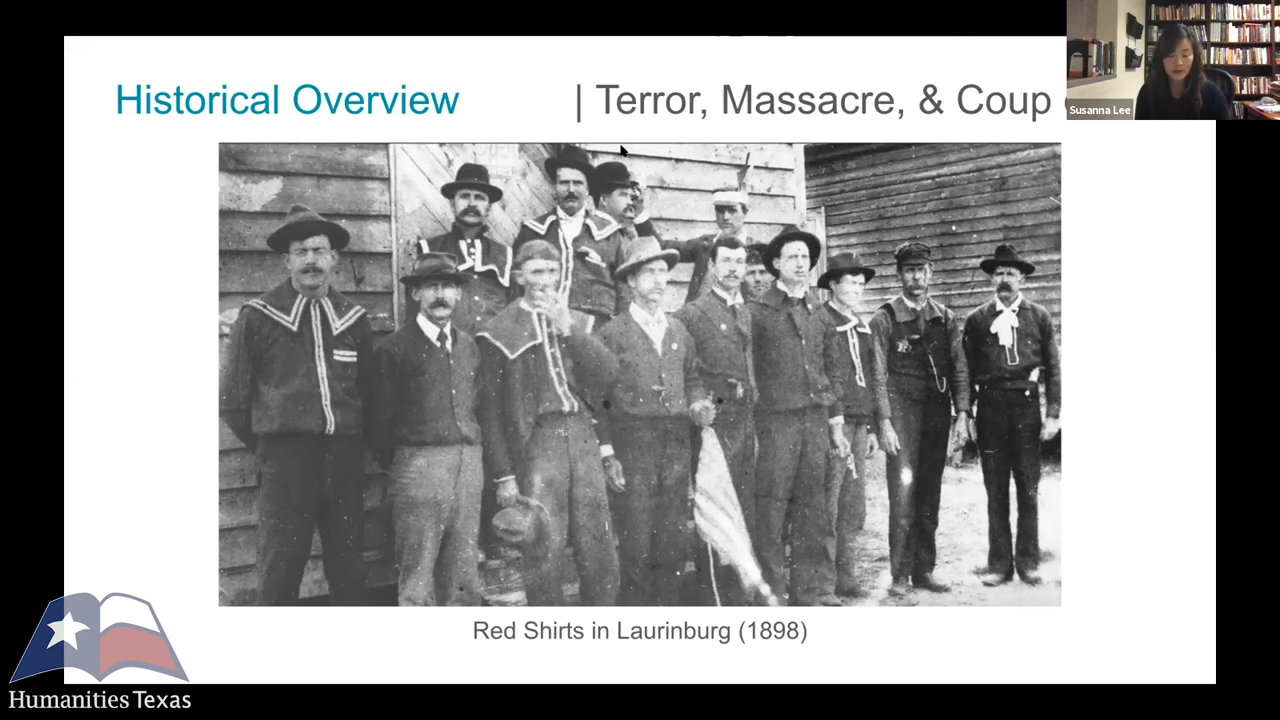 Historical Overview | Terror, Massacre, & Coup
Susanna Lee
Red Shirts in Laurinburg (1898)
Humanities Texas